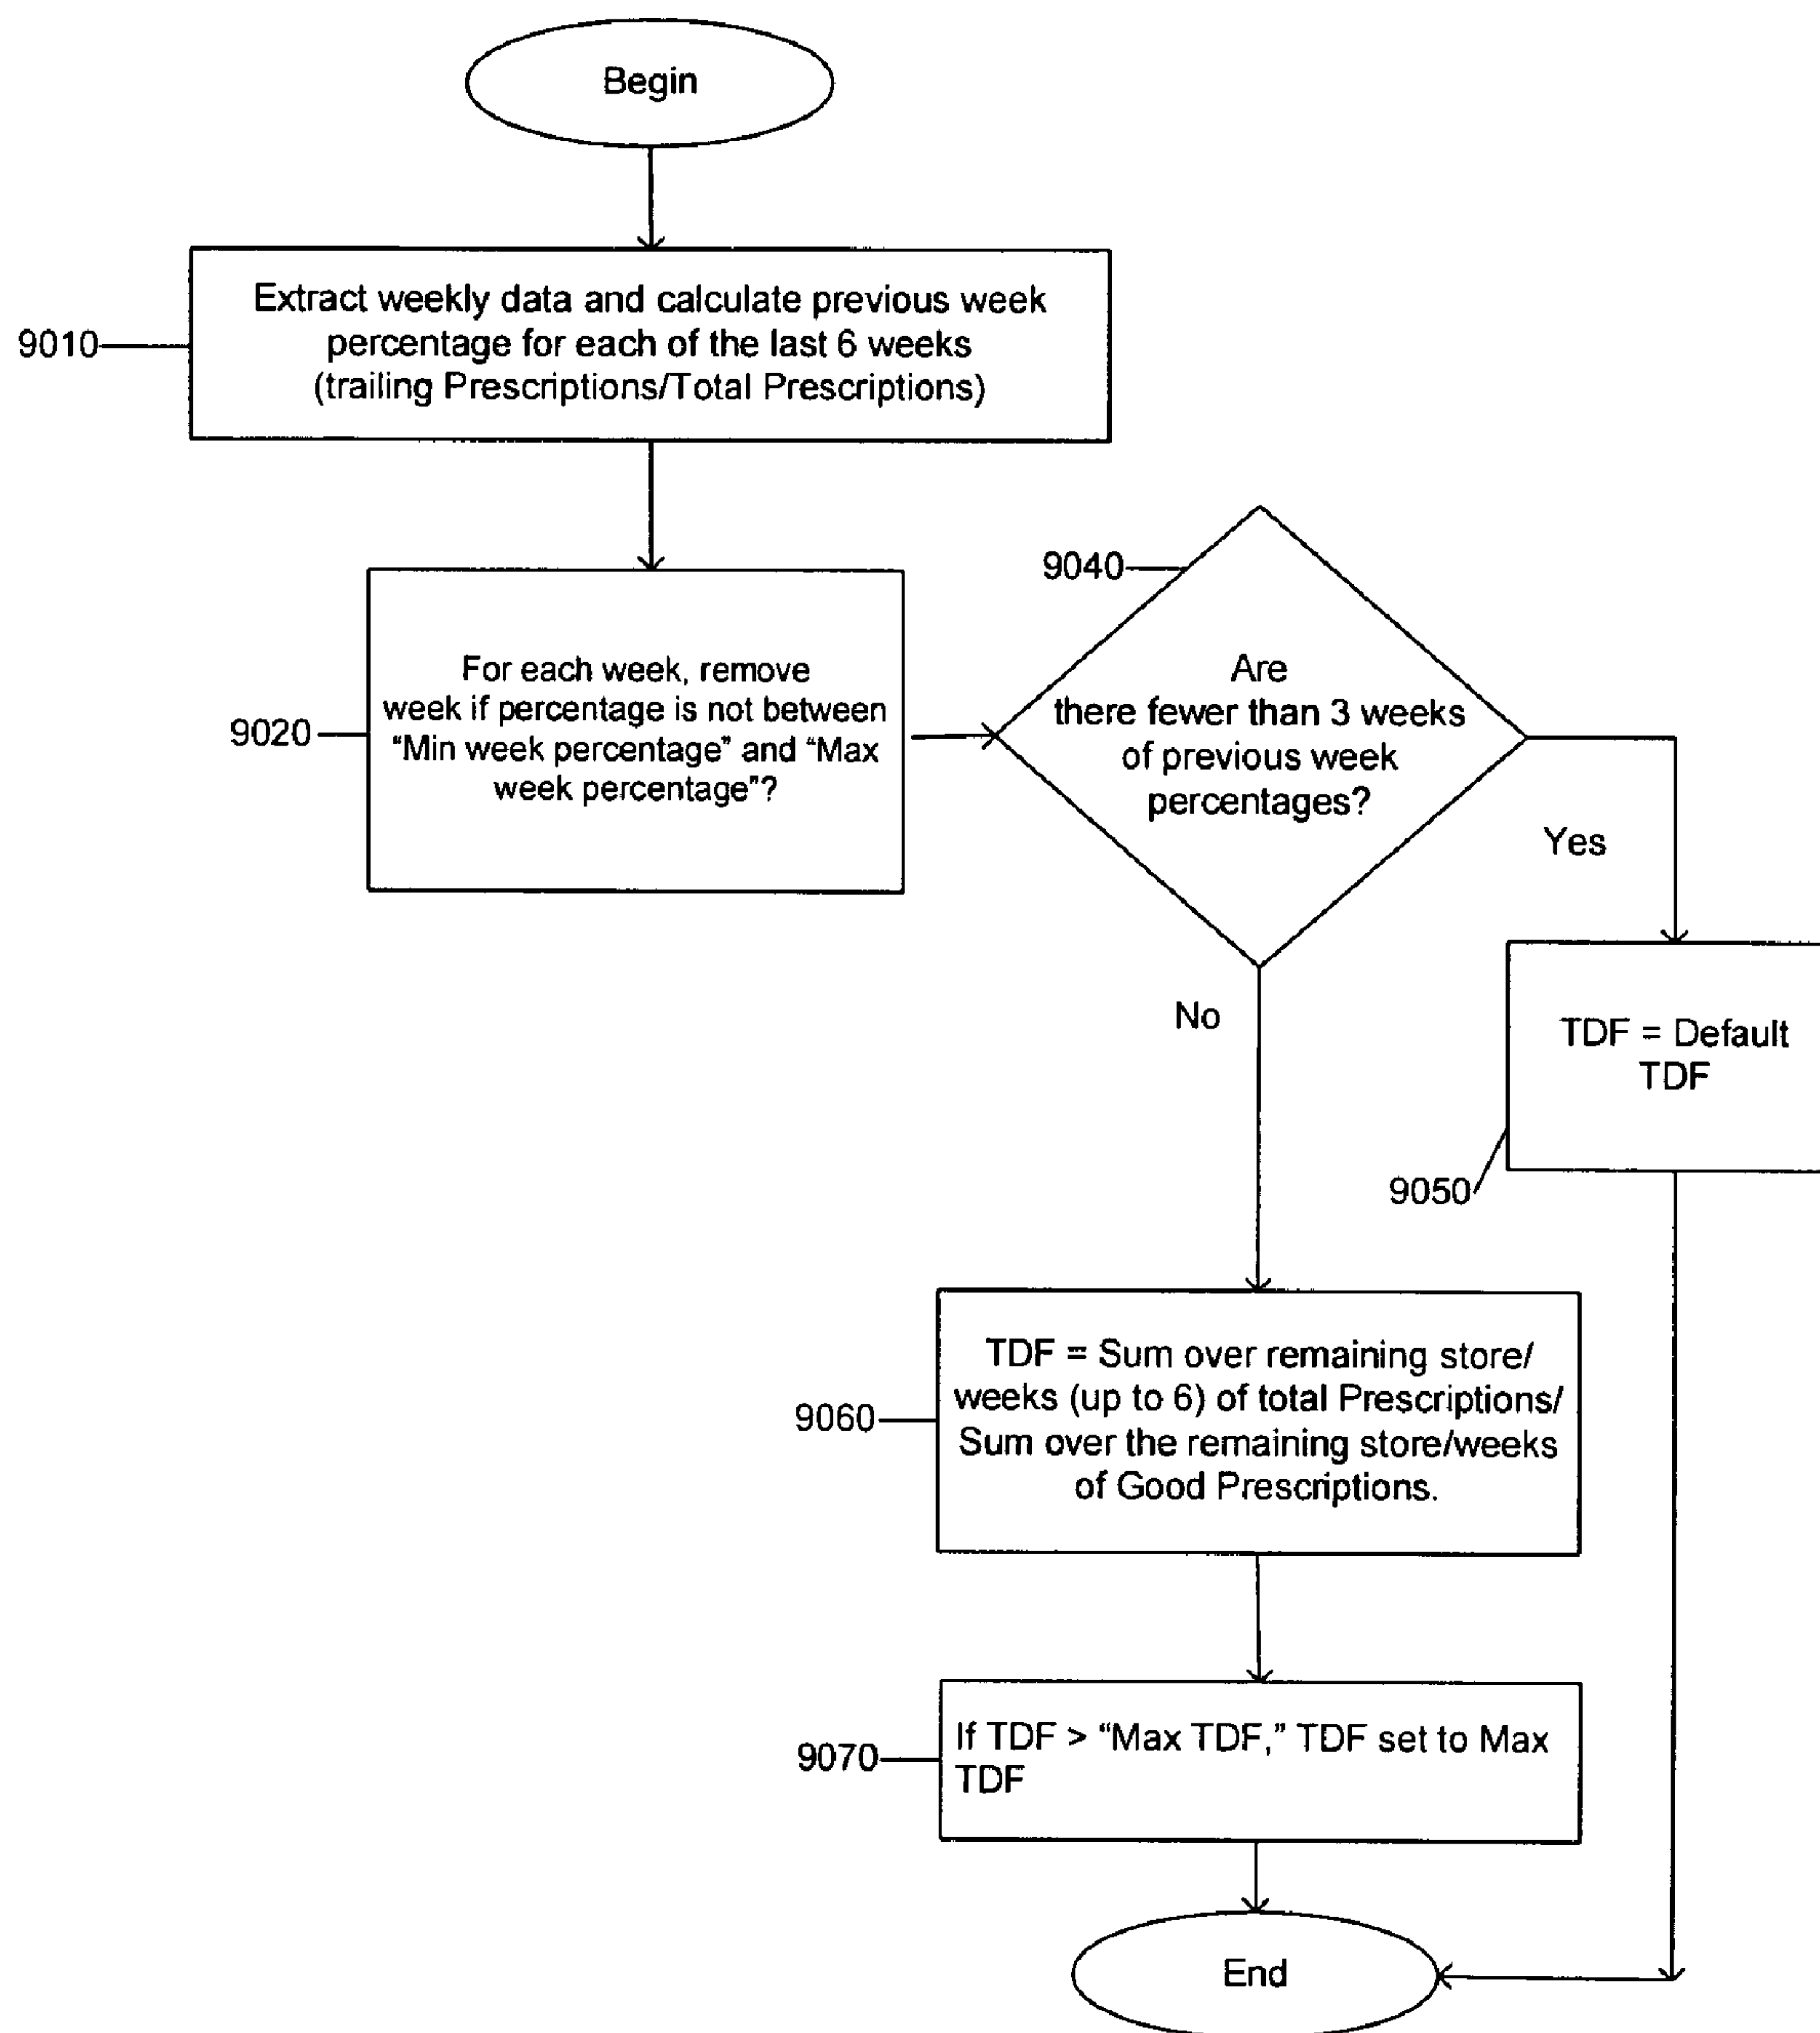 Begin
9010
Extract weekly data and calculate previous week
percentage for each of the last 6 weeks
(trailing Prescriptions/Total Prescriptions)
9020
For each week, remove
week if percentage is not between
“Min week percentage” and “Max
week percentage”?
9040
Are
there fewer than 3 weeks
of previous week
percentages?
Yes
No
TDF = Default
TDF
9050
9060
TDF = Sum over remaining store/
weeks (up to 6) of total Prescriptions/
Sum over the remaining store/weeks
of Good Prescriptions.
9070
If TDF > “Max TDF,” TDF set to Max
TDF
End